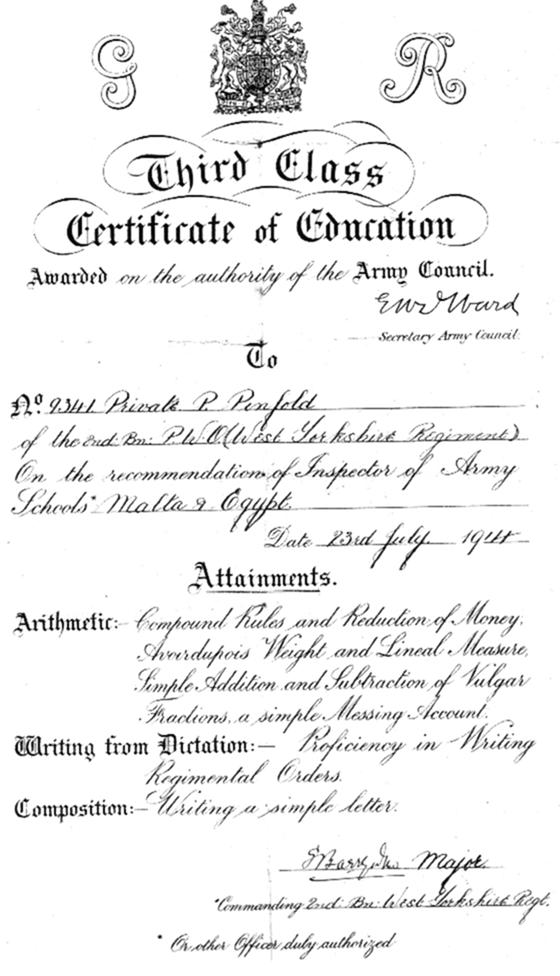 G R
Third Class
Certificate of Education
Awarded on the authority of the Army Council.
EWDWard
Secretary Army Council.
To
No. 9341 Private P. Penfold
of the 2nd Bn: P.W.O (West Yorkshire Regiment)
On the recommendation of Inspector of Army
Schools* Malta & Egypt.
Date 23rd July. 191
Attainments.
Arithmetic:- Compound Rules and Reduction of Money,
Avoirdupois Weight and Lineal Measure,
Simple Addition and Subtraction of Vulgar
Fractions, a simple Messing Account.
Writing from Dictation:- Proficiency in Writing
Regimental Orders.
Composition:- Writing a simple letter.
Major.
*Commanding 2nd Bn: West Yorkshire Regt.
* Or other Officer duly authorized